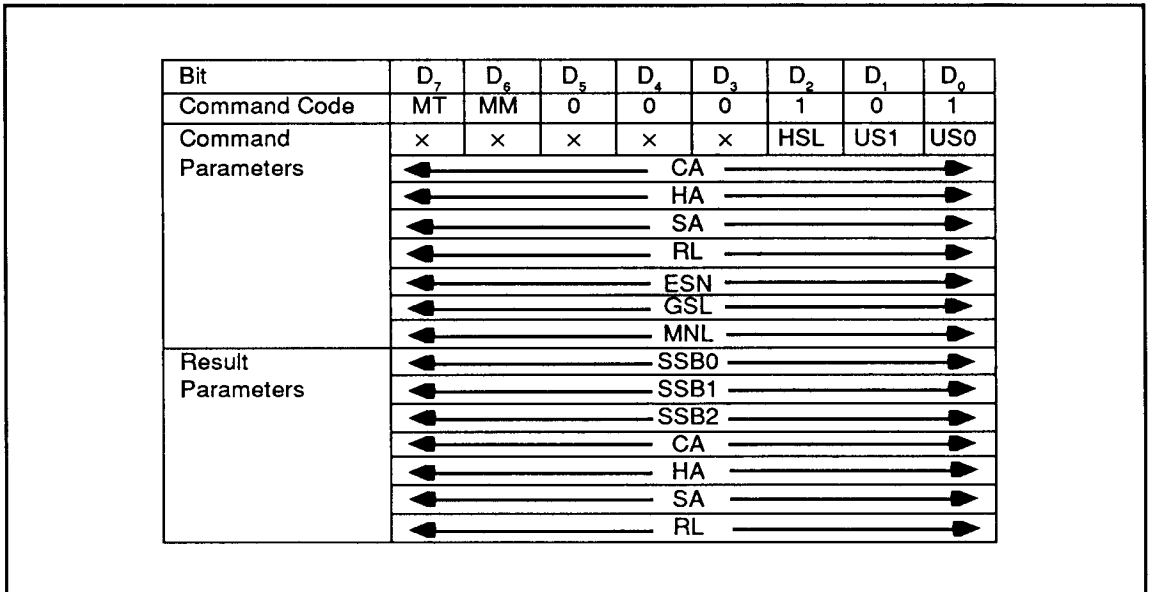 Bit D₇ D₆ D₅ D₄ D₃ D₂ D₁ D₀
Command Code MT MM 0 0 0 1 0 1
Command × × × × × HSL US1 US0
Parameters CA
HA
SA
RL
ESN
GSL
MNL
Result SSB0
Parameters SSB1
SSB2
CA
HA
SA
RL